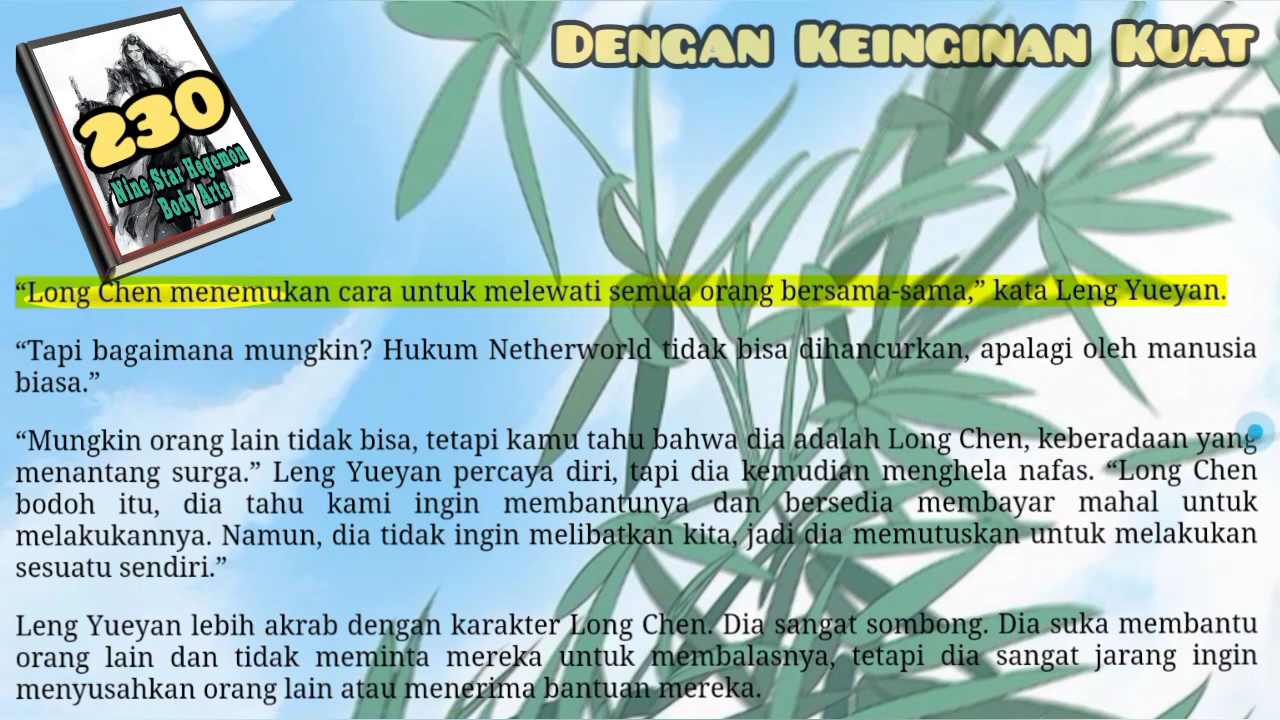 DENGAN KEINGINAN KUAT
230
Nine Star Hegemon
Body Arts
“Long Chen menemukan cara untuk melewati semua orang bersama-sama,” kata Leng Yueyan.
“Tapi bagaimana mungkin? Hukum Netherworld tidak bisa dihancurkan, apalagi oleh manusia
biasa.”
“Mungkin orang lain tidak bisa, tetapi kamu tahu bahwa dia adalah Long Chen, keberadaan yang
menantang surga.” Leng Yueyan percaya diri, tapi dia kemudian menghela nafas. “Long Chen
bodoh itu, dia tahu kami ingin membantunya dan bersedia membayar mahal untuk
melakukannya. Namun, dia tidak ingin melibatkan kita, jadi dia memutuskan untuk melakukan
sesuatu sendiri.”
Leng Yueyan lebih akrab dengan karakter Long Chen. Dia sangat sombong. Dia suka membantu
orang lain dan tidak meminta mereka untuk membalasnya, tetapi dia sangat jarang ingin
menyusahkan orang lain atau menerima bantuan mereka.